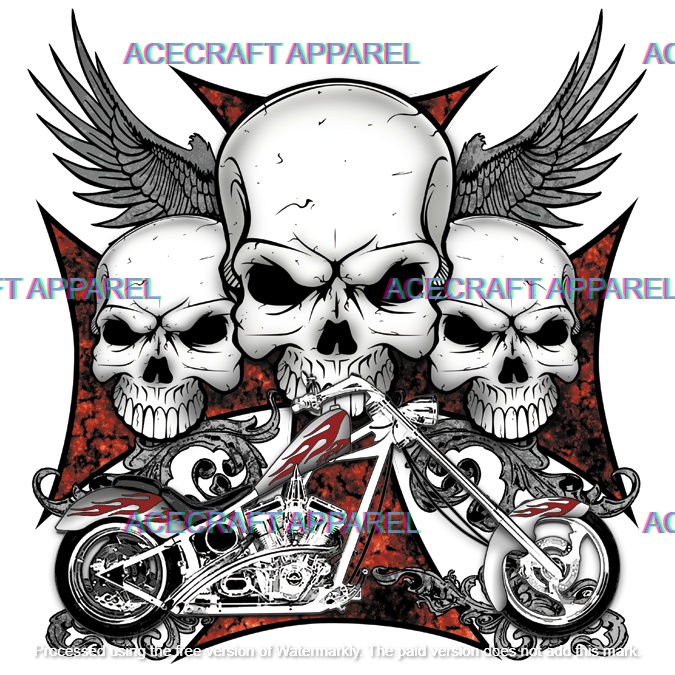 ACECRAFT APPAREL
AC
FT APPAREL
ACECRAFT APPAREL
ACECRAFT APPAREL
AC
Processed using the free version of Watermarkly. The paid version does not add this mark.